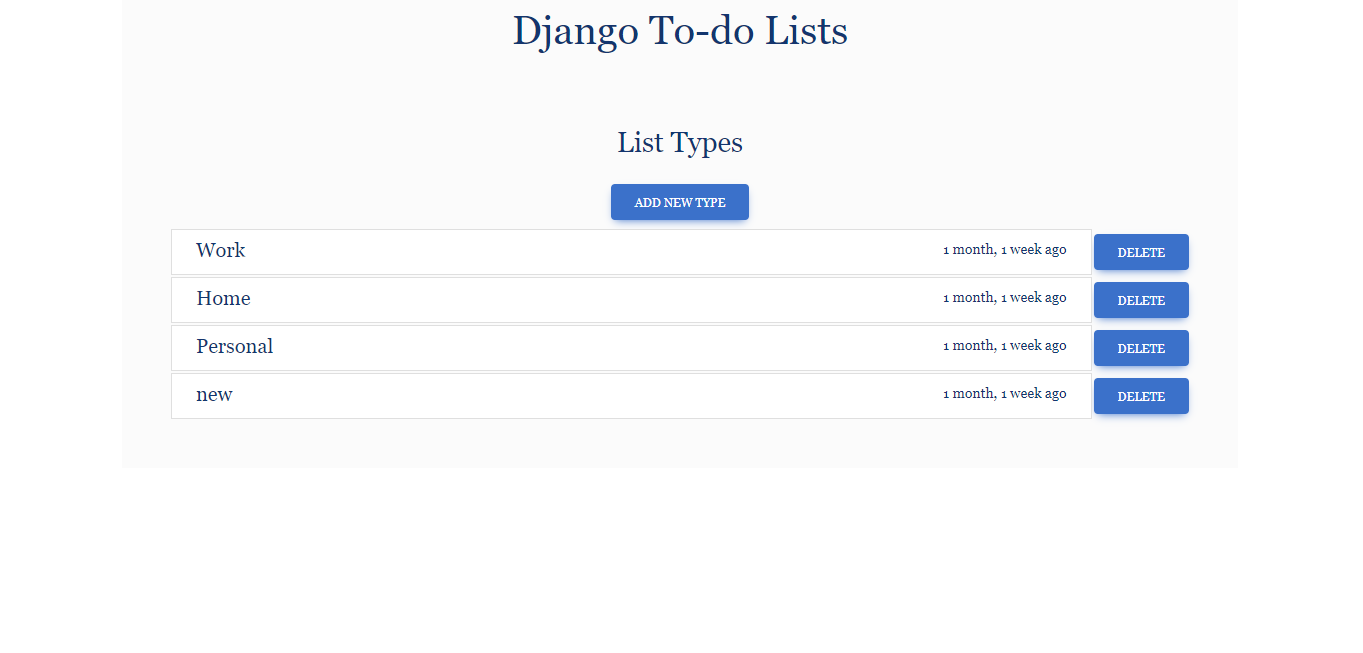 Django To-do Lists
List Types
ADD NEW TYPE
Work 1 month, 1 week ago DELETE
Home 1 month, 1 week ago DELETE
Personal 1 month, 1 week ago DELETE
new 1 month, 1 week ago DELETE